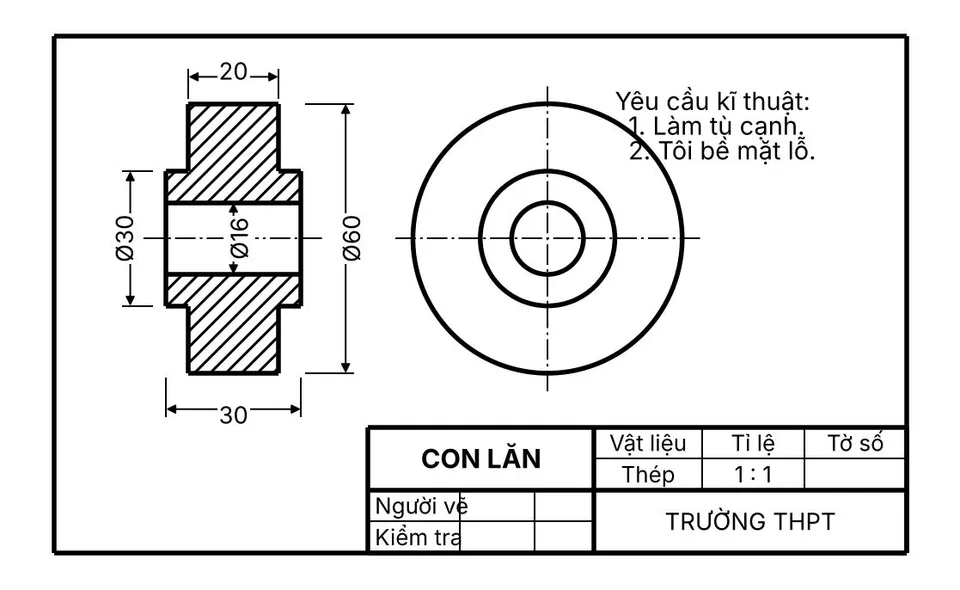 20
Yêu cầu kĩ thuật:
1. Làm tù cạnh.
2. Tôi bề mặt lỗ.
Ø30
Ø16
Ø60
30
CON LĂN
Vật liệu
Tỉ lệ
Tờ số
Thép
1 : 1
Người vẽ
Kiểm tra
TRƯỜNG THPT